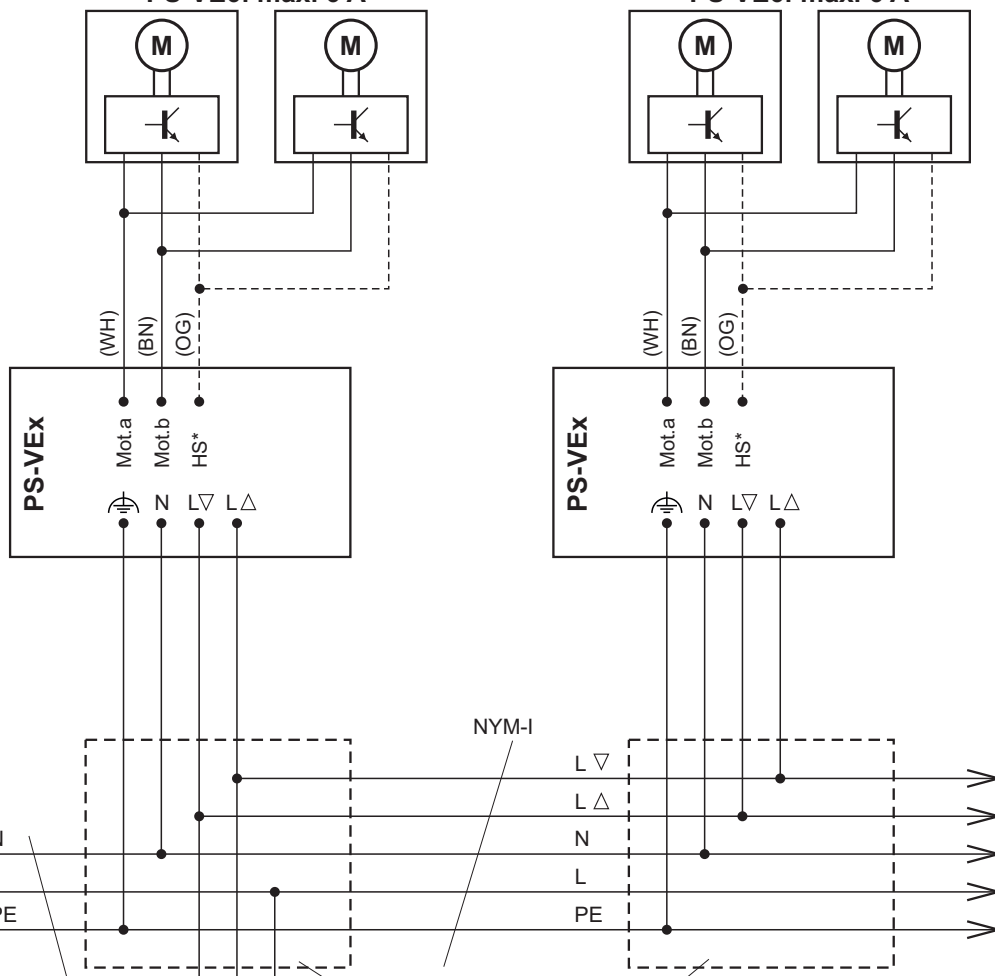 M
M
M
M
(WH)
(BN)
(OG)
(WH)
(BN)
(OG)
PS-VEx
Mot.a
Mot.b
HS*
N
L▽
L△
PS-VEx
Mot.a
Mot.b
HS*
N
L▽
L△
NYM-I
L ▽
L △
N
L
PE
PE